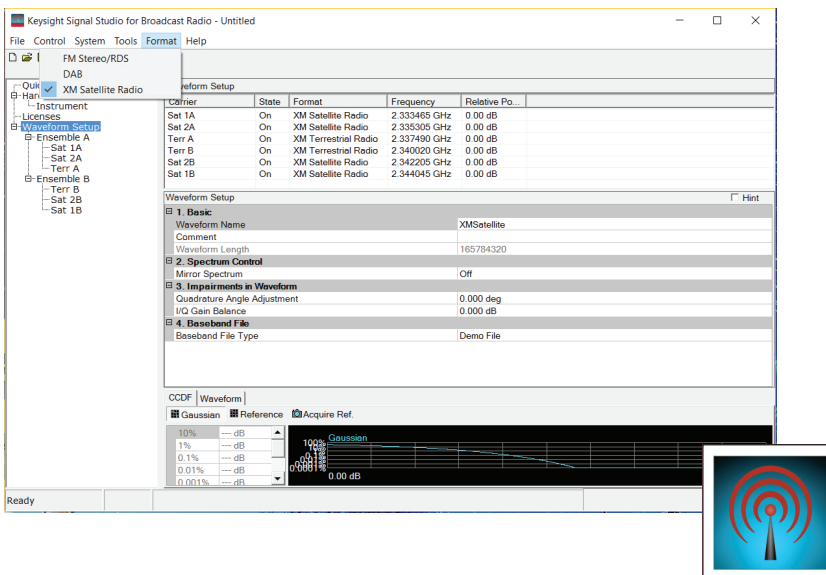 Keysight Signal Studio for Broadcast Radio - Untitled
File Control System Tools Format Help
FM Stereo/RDS
DAB
XM Satellite Radio
Instrument
Licenses
Waveform Setup
Ensemble A
Sat 1A
Sat 2A
Terr A
Ensemble B
Terr B
Sat 2B
Sat 1B
Setup
Carrier State Format Frequency Relative Po...
Sat 1A On XM Satellite Radio 2.333465 GHz 0.00 dB
Sat 2A On XM Satellite Radio 2.335305 GHz 0.00 dB
Terr A On XM Terrestrial Radio 2.337490 GHz 0.00 dB
Terr B On XM Terrestrial Radio 2.340020 GHz 0.00 dB
Sat 2B On XM Satellite Radio 2.342205 GHz 0.00 dB
Sat 1B On XM Satellite Radio 2.344045 GHz 0.00 dB
Waveform Setup Hint
1. Basic
Waveform Name XMSatellite
Comment
Waveform Length 165784320
2. Spectrum Control
Mirror Spectrum Off
3. Impairments in Waveform
Quadrature Angle Adjustment 0.000 deg
I/Q Gain Balance 0.000 dB
4. Baseband File
Baseband File Type Demo File
CCDF Waveform
Gaussian Reference Acquire Ref.
10% --- dB
1% --- dB
0.1% --- dB
0.01% --- dB
0.001% --- dB
100%
Gaussian
0.00 dB
Ready